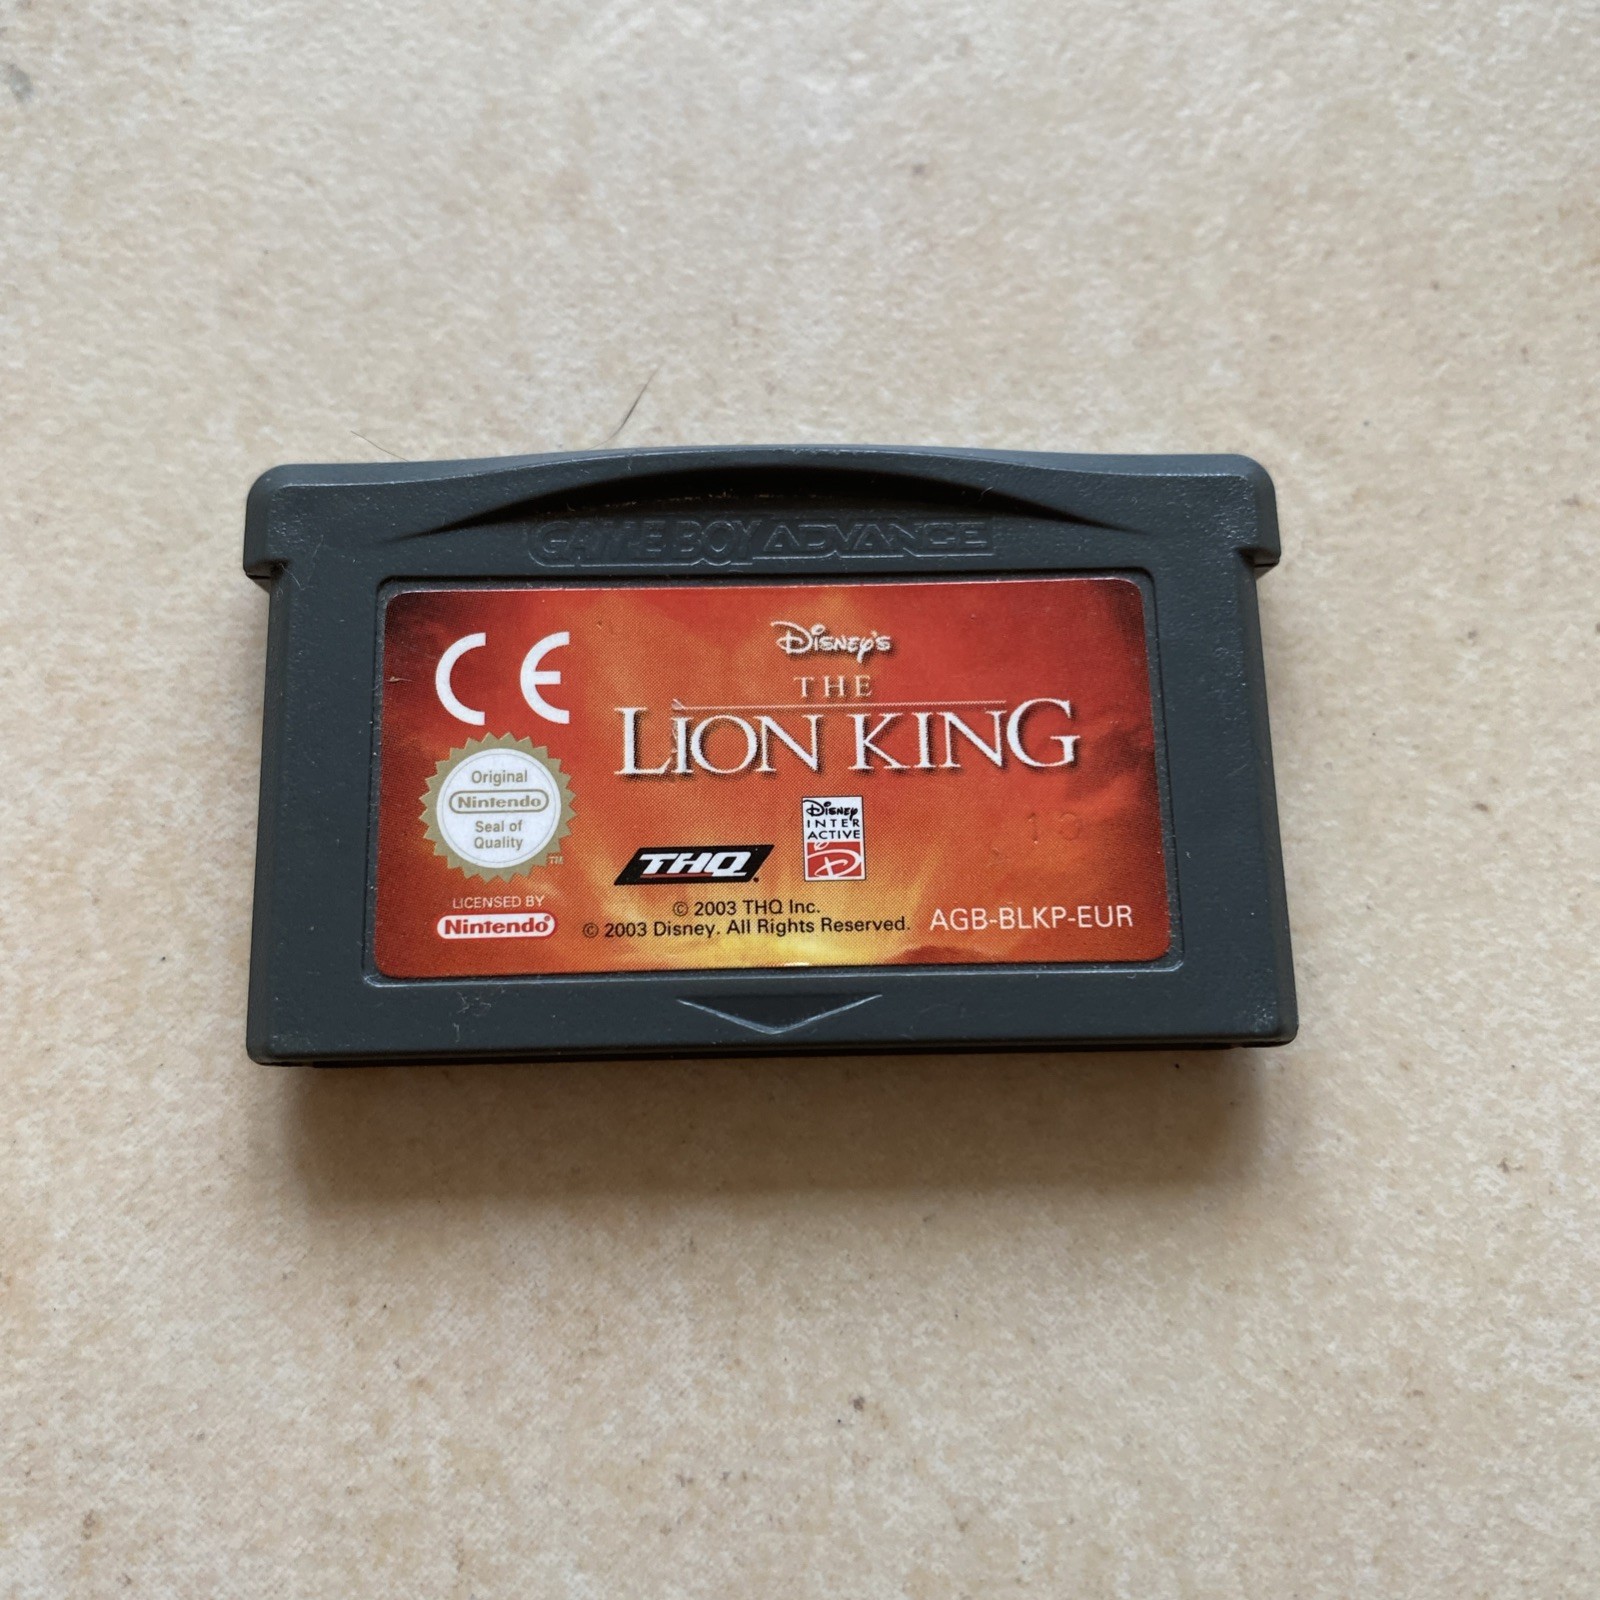 GAME BOY ADVANCE
CE
Disney's
THE
LION KING
Original
Nintendo
Seal of
Quality
TM
LICENSED BY
Nintendo®
THQ
Disney
INTER
ACTIVE
D
© 2003 THQ Inc.
© 2003 Disney. All Rights Reserved.
AGB-BLKP-EUR